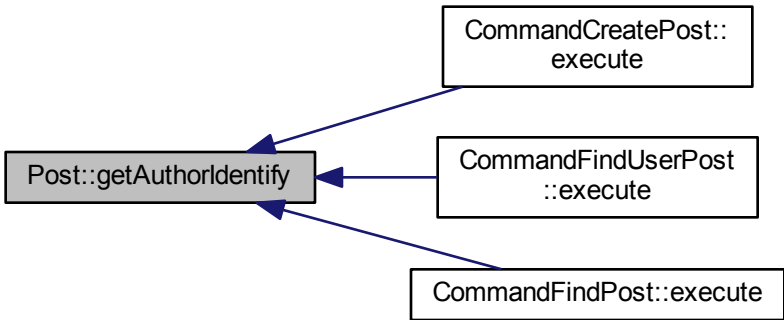 CommandCreatePost::
execute
Post::getAuthorIdentify
CommandFindUserPost
::execute
CommandFindPost::execute